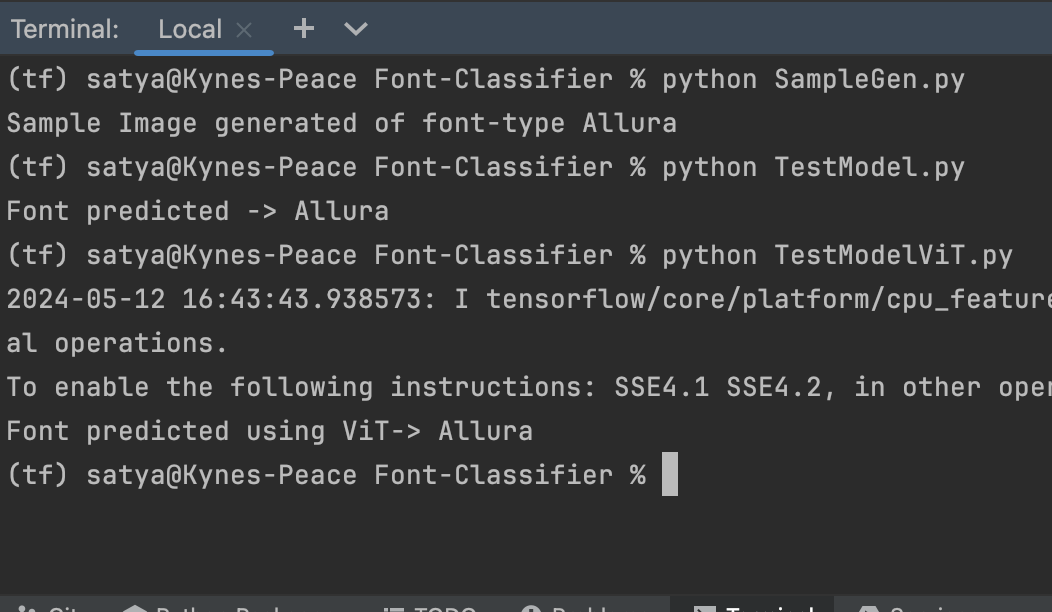 Terminal: Local × + 
(tf) satya@Kynes-Peace Font-Classifier % python SampleGen.py
Sample Image generated of font-type Allura
(tf) satya@Kynes-Peace Font-Classifier % python TestModel.py
Font predicted -> Allura
(tf) satya@Kynes-Peace Font-Classifier % python TestModelViT.py
2024-05-12 16:43:43.938573: I tensorflow/core/platform/cpu_feature
al operations.
To enable the following instructions: SSE4.1 SSE4.2, in other oper
Font predicted using ViT-> Allura
(tf) satya@Kynes-Peace Font-Classifier %
Git TODO Terminal